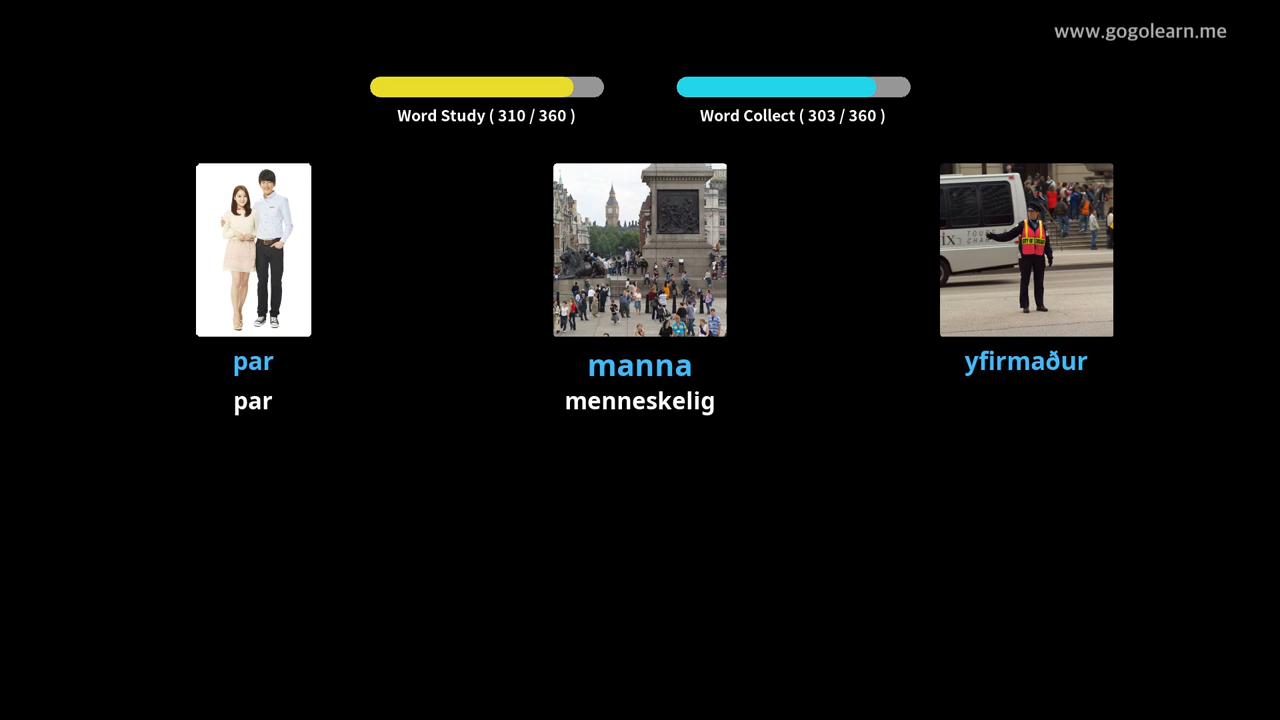 www.gogolearn.me
Word Study ( 310 / 360 )
Word Collect ( 303 / 360 )
par
manna
yfirmaður
par
menneskelig